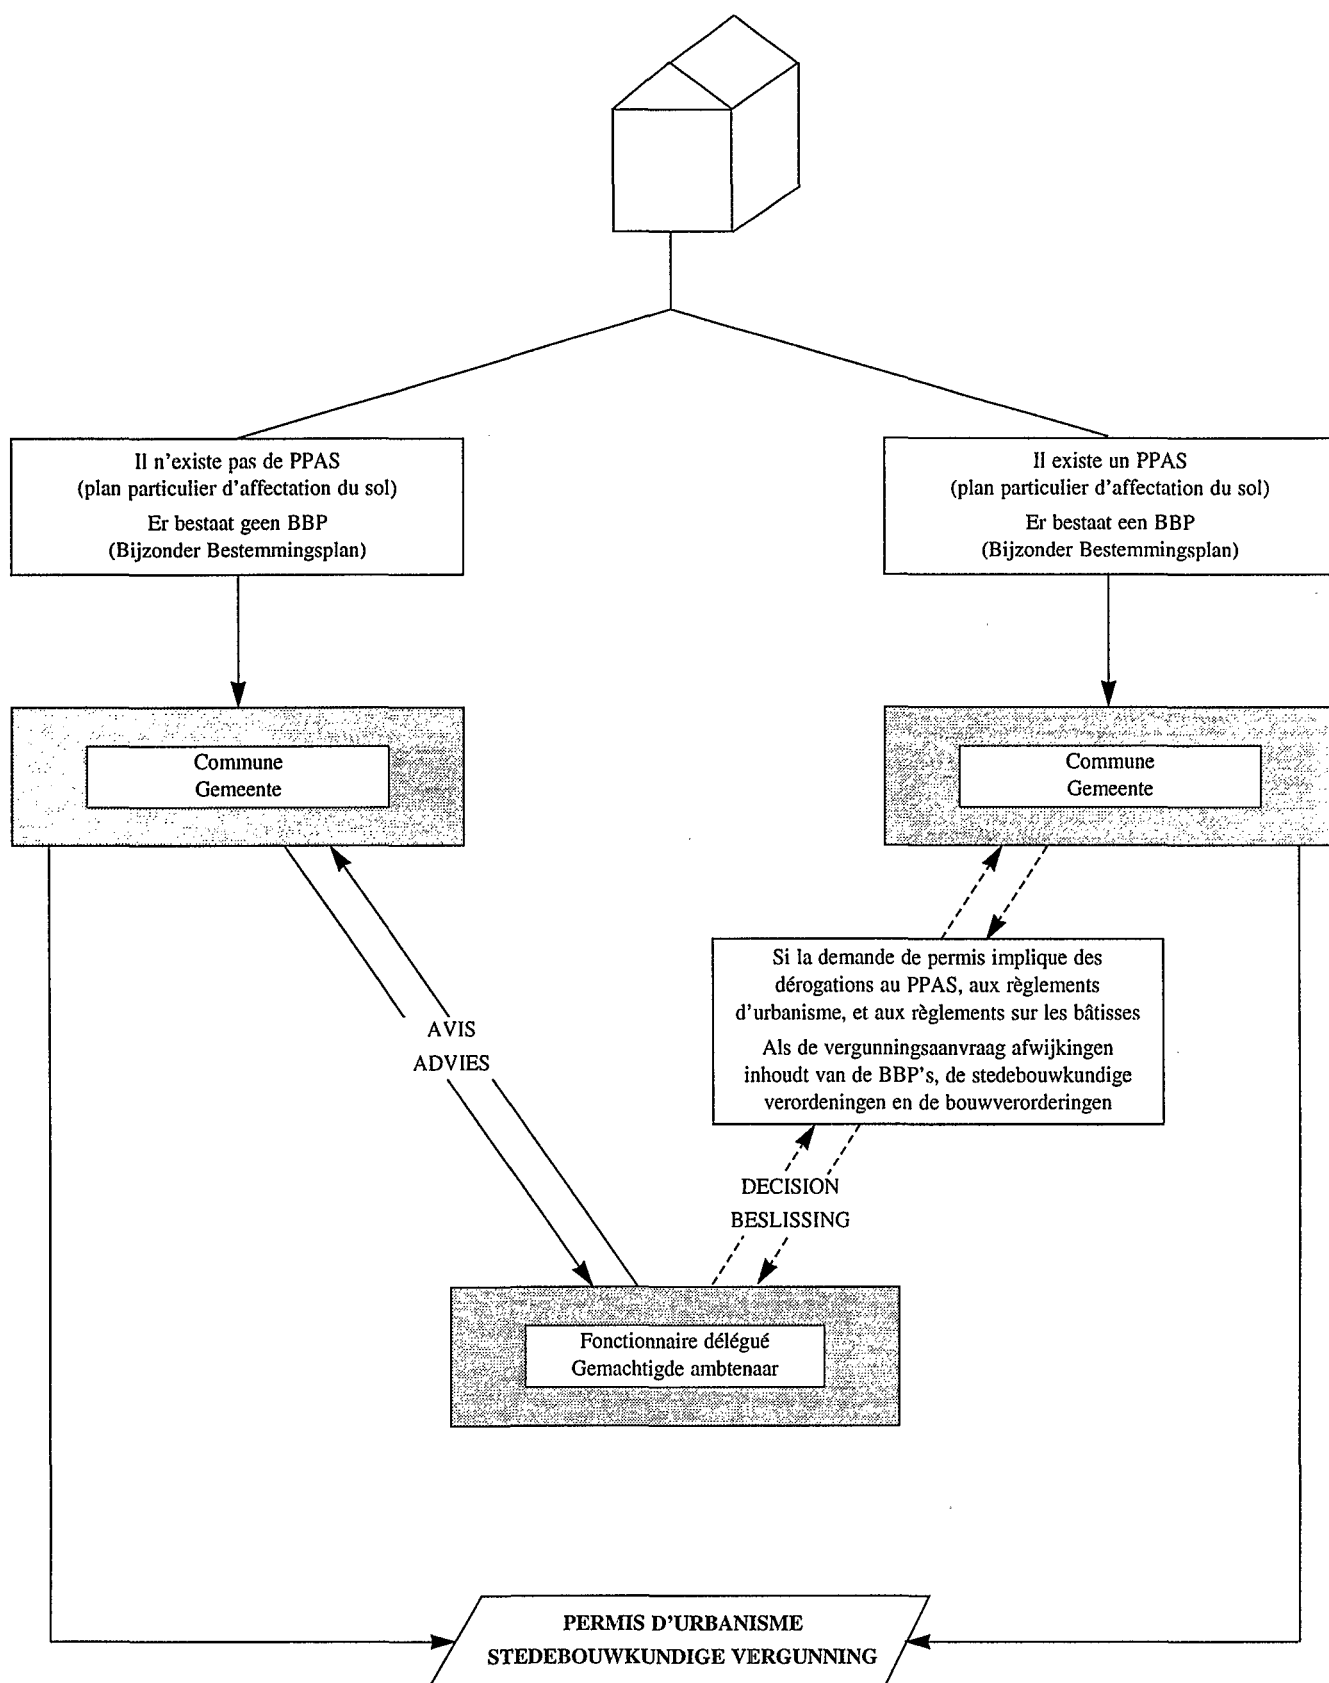 Il n'existe pas de PPAS
(plan particulier d'affectation du sol)
Er bestaat geen BBP
(Bijzonder Bestemmingsplan)
Il existe un PPAS
(plan particulier d'affectation du sol)
Er bestaat een BBP
(Bijzonder Bestemmingsplan)
Commune
Gemeente
Commune
Gemeente
Si la demande de permis implique des
dérogations au PPAS, aux règlements
d'urbanisme, et aux règlements sur les bâtisses
Als de vergunningsaanvraag afwijkingen
inhoudt van de BBP's, de stedebouwkundige
verordeningen en de bouwverorderingen
AVIS
ADVIES
DECISION
BESLISSING
Fonctionnaire délégué
Gemachtigde ambtenaar
PERMIS D'URBANISME
STEDEBOUWKUNDIGE VERGUNNING